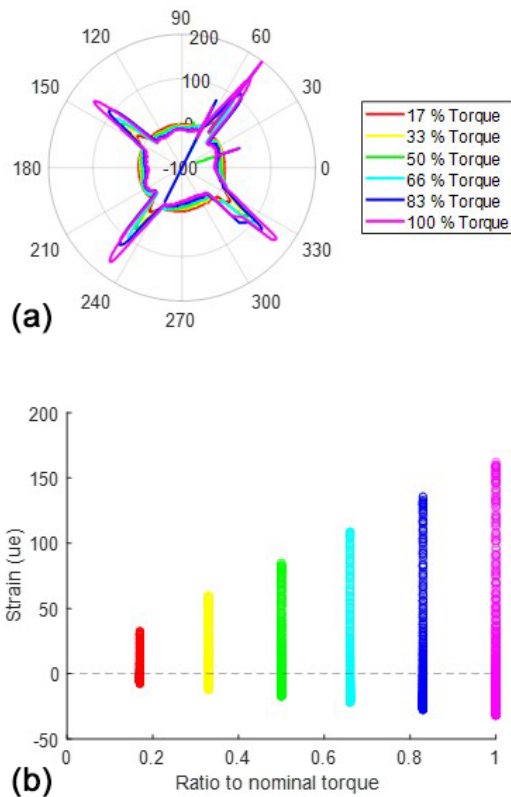 90
120
200
60
150
100
30
0
180
-100
0
210
330
240
300
270
17 % Torque
33 % Torque
50 % Torque
66 % Torque
83 % Torque
100 % Torque
(a)
200
150
100
50
0
-50
Strain (ue)
0
0.2
0.4
0.6
0.8
1
Ratio to nominal torque
(b)